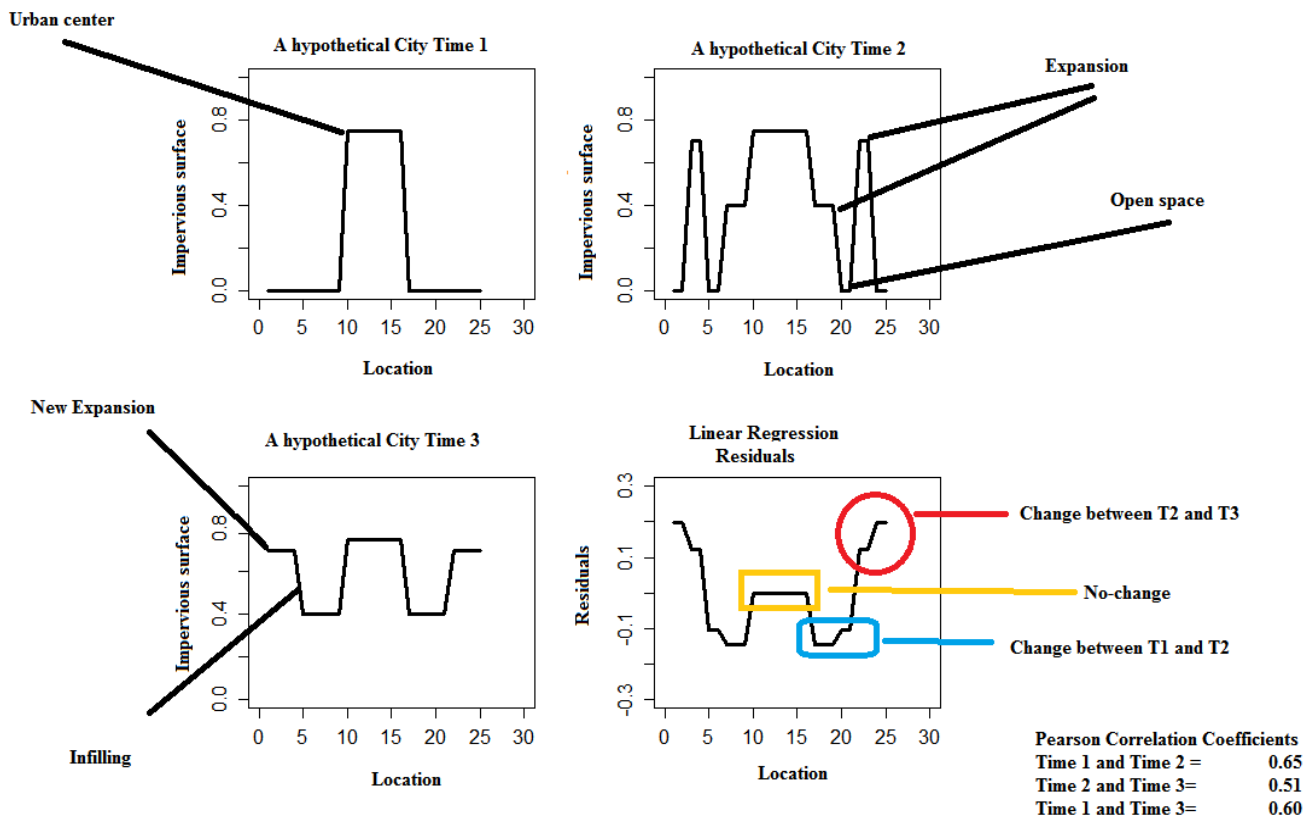 Urban center
A hypothetical City Time 1
A hypothetical City Time 2
Expansion
Open space
Impervious surface
0.0 0.4 0.8
0 5 10 15 20 25 30
Location
Impervious surface
0.0 0.4 0.8
0 5 10 15 20 25 30
Location
New Expansion
A hypothetical City Time 3
Linear Regression
Residuals
Impervious surface
0.0 0.4 0.8
0 5 10 15 20 25 30
Location
Infilling
Residuals
-0.3 -0.1 0.1 0.3
0 5 10 15 20 25 30
Location
Change between T2 and T3
No-change
Change between T1 and T2
Pearson Correlation Coefficients
Time 1 and Time 2 = 0.65
Time 2 and Time 3= 0.51
Time 1 and Time 3= 0.60